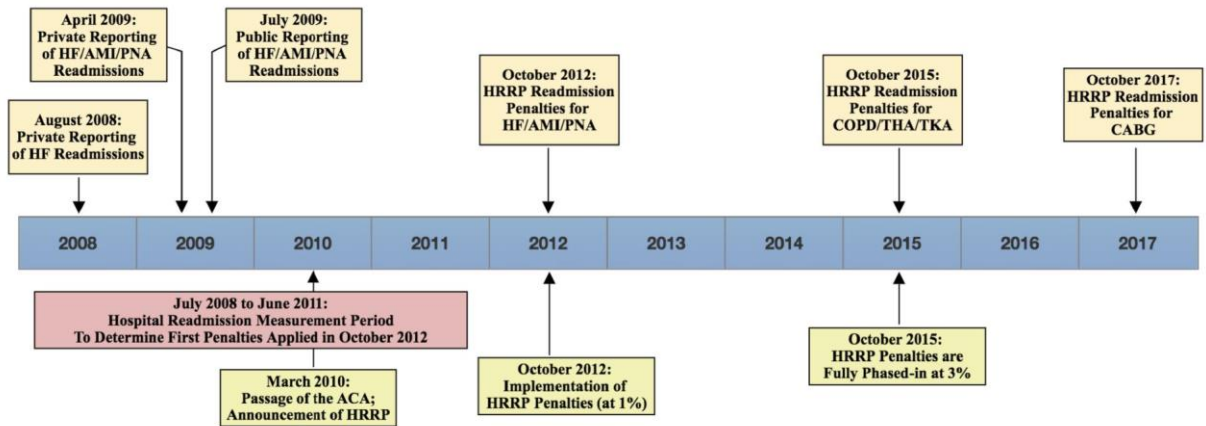 April 2009:
Private Reporting
of HF/AMI/PNA
Readmissions
July 2009:
Public Reporting
of HF/AMI/PNA
Readmissions
August 2008:
Private Reporting
of HF Readmissions
October 2012:
HRRP Readmission
Penalties for
HF/AMI/PNA
October 2015:
HRRP Readmission
Penalties for
COPD/THA/TKA
October 2017:
HRRP Readmission
Penalties for
CABG
2008 2009 2010 2011 2012 2013 2014 2015 2016 2017
July 2008 to June 2011:
Hospital Readmission Measurement Period
To Determine First Penalties Applied in October 2012
March 2010:
Passage of the ACA;
Announcement of HRRP
October 2012:
Implementation of
HRRP Penalties (at 1%)
October 2015:
HRRP Penalties are
Fully Phased-in at 3%